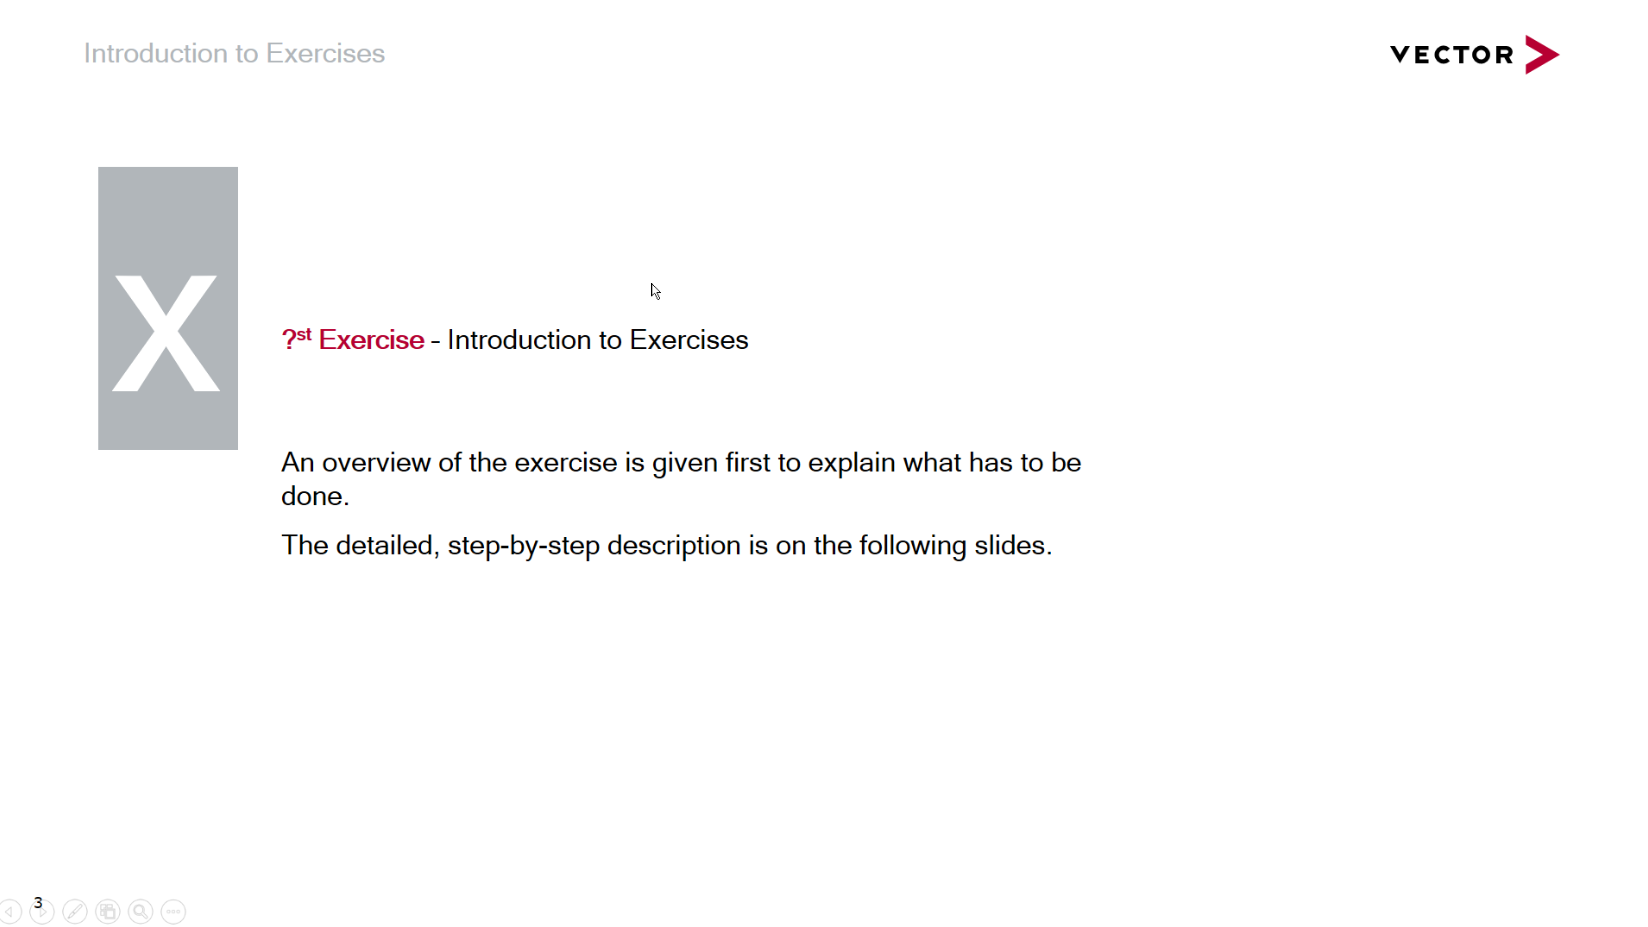 Introduction to Exercises
VECTOR
X
?st Exercise - Introduction to Exercises
An overview of the exercise is given first to explain what has to be
done.
The detailed, step-by-step description is on the following slides.
3